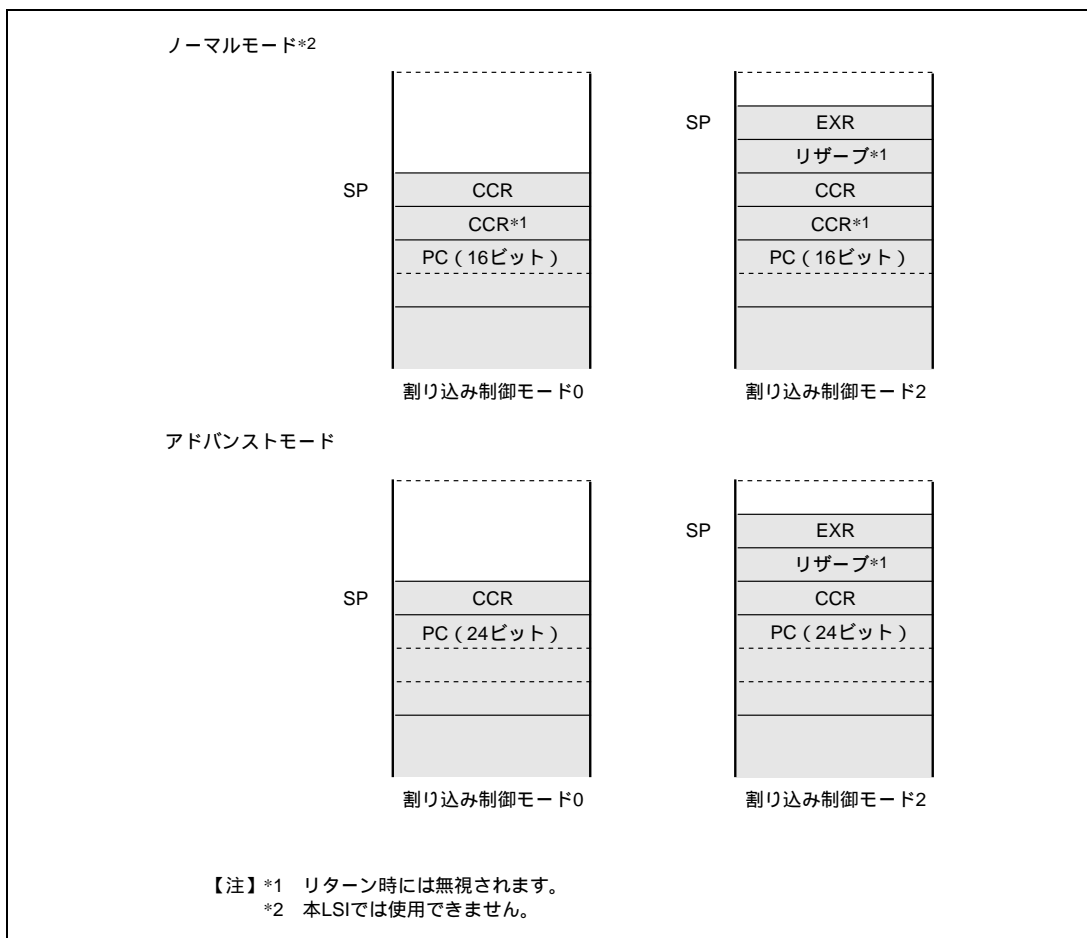 ノーマルモード*2
SP
CCR
CCR*1
PC（16ビット）
割り込み制御モード0
SP
EXR
リザーブ*1
CCR
CCR*1
PC（16ビット）
割り込み制御モード2
アドバンストモード
SP
CCR
PC（24ビット）
割り込み制御モード0
SP
EXR
リザーブ*1
CCR
PC（24ビット）
割り込み制御モード2
【注】*1 リターン時には無視されます。
*2 本LSIでは使用できません。